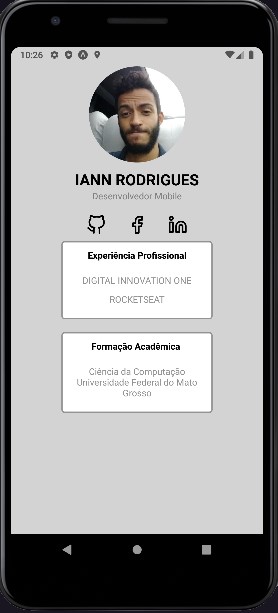 10:26
IANN RODRIGUES
Desenvolvedor Mobile
Experiência Profissional
DIGITAL INNOVATION ONE
ROCKETSEAT
Formação Acadêmica
Ciência da Computação
Universidade Federal do Mato
Grosso